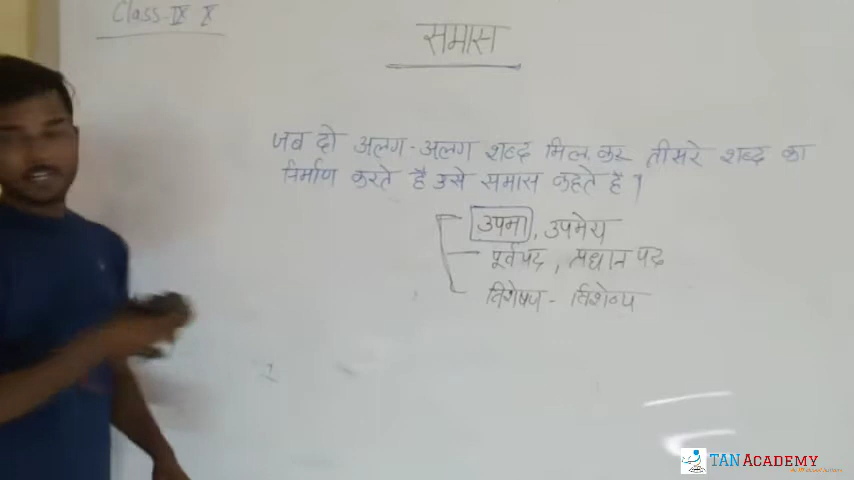 Class-IX X
समास
जब दो अलग-अलग शब्द मिल कर तीसरे शब्द का
निर्माण करते है उसे समास कहते है।
उपमा, उपमेय
पूर्वपद, प्रधान पद
विशेषण - विशेष्य
TAN ACADEMY